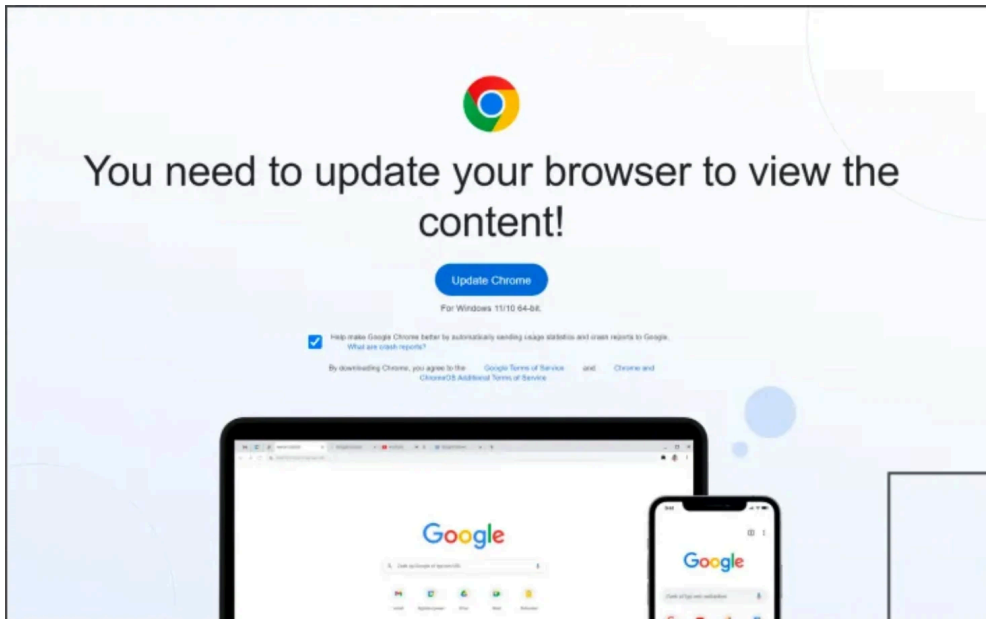 You need to update your browser to view the
content!
Update Chrome
For Windows 11/10 64-bit.
Help make Google Chrome better by automatically sending usage statistics and crash reports to Google.
What are crash reports?
By downloading Chrome, you agree to the Google Terms of Service and Chrome and
ChromeOS Additional Terms of Service
Google
Google